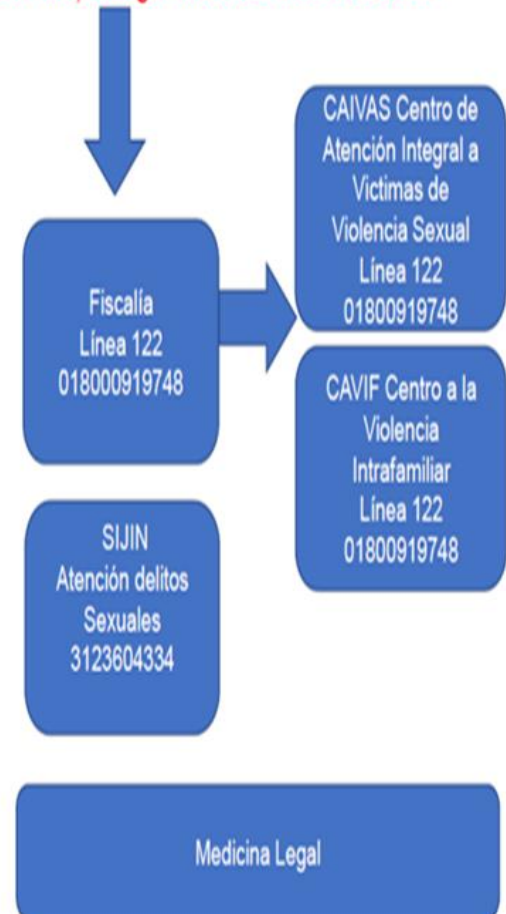 Fiscalía
Línea 122
018000919748
CAIVAS Centro de
Atención Integral a
Victimas de
Violencia Sexual
Línea 122
01800919748
CAVIF Centro a la
Violencia
Intrafamiliar
Línea 122
01800919748
SIJIN
Atención delitos
Sexuales
3123604334
Medicina Legal